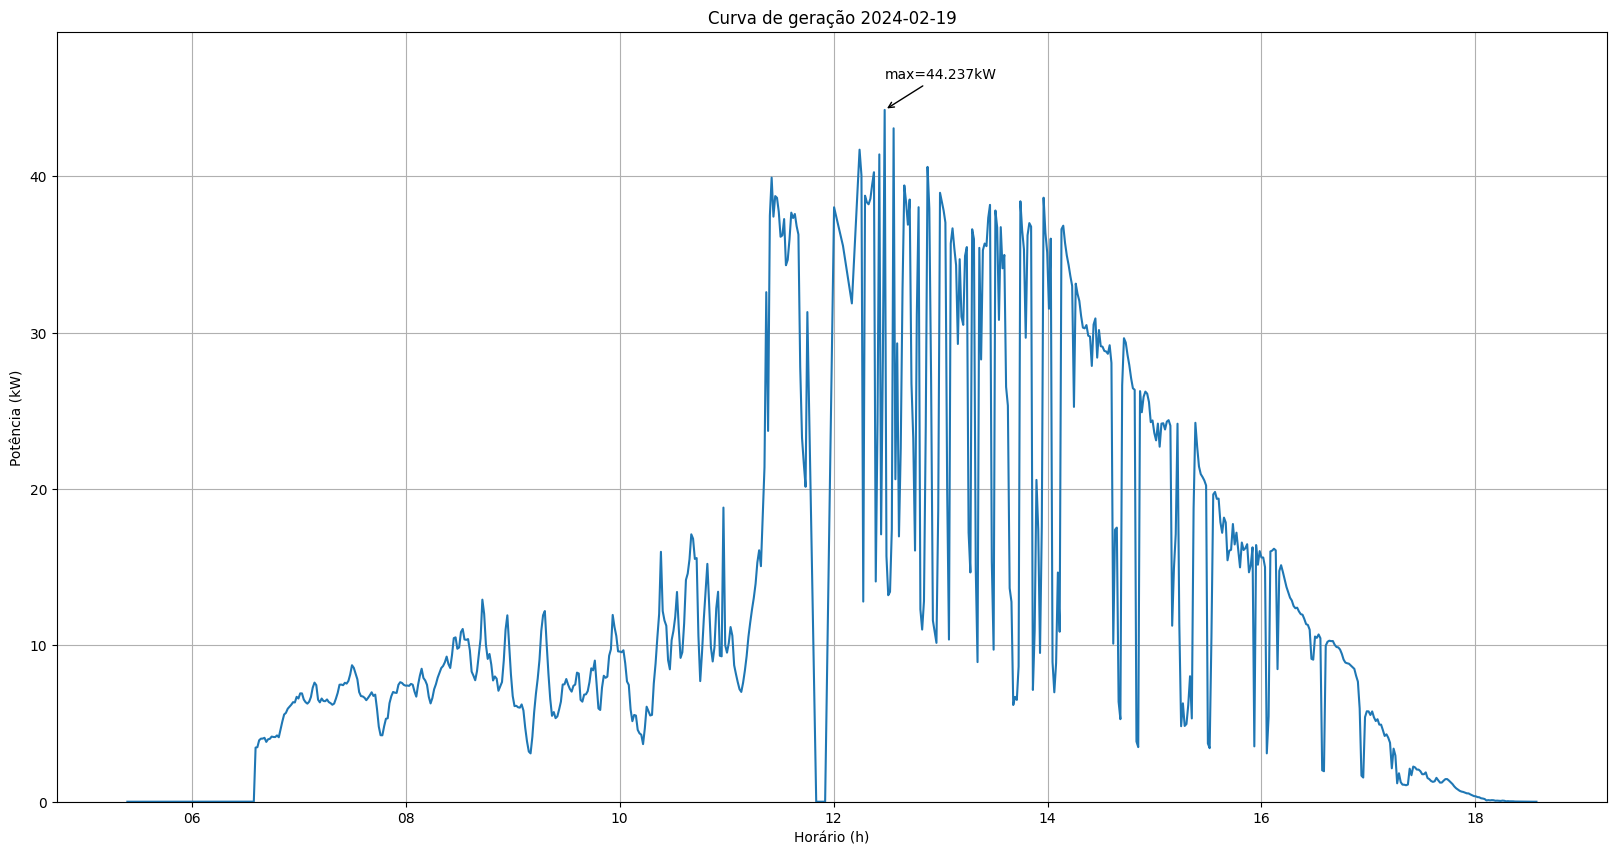 Curva de geração 2024-02-19
max=44.237kW
Potência (kW)
40
30
20
10
0
06 08 10 12 14 16 18
Horário (h)